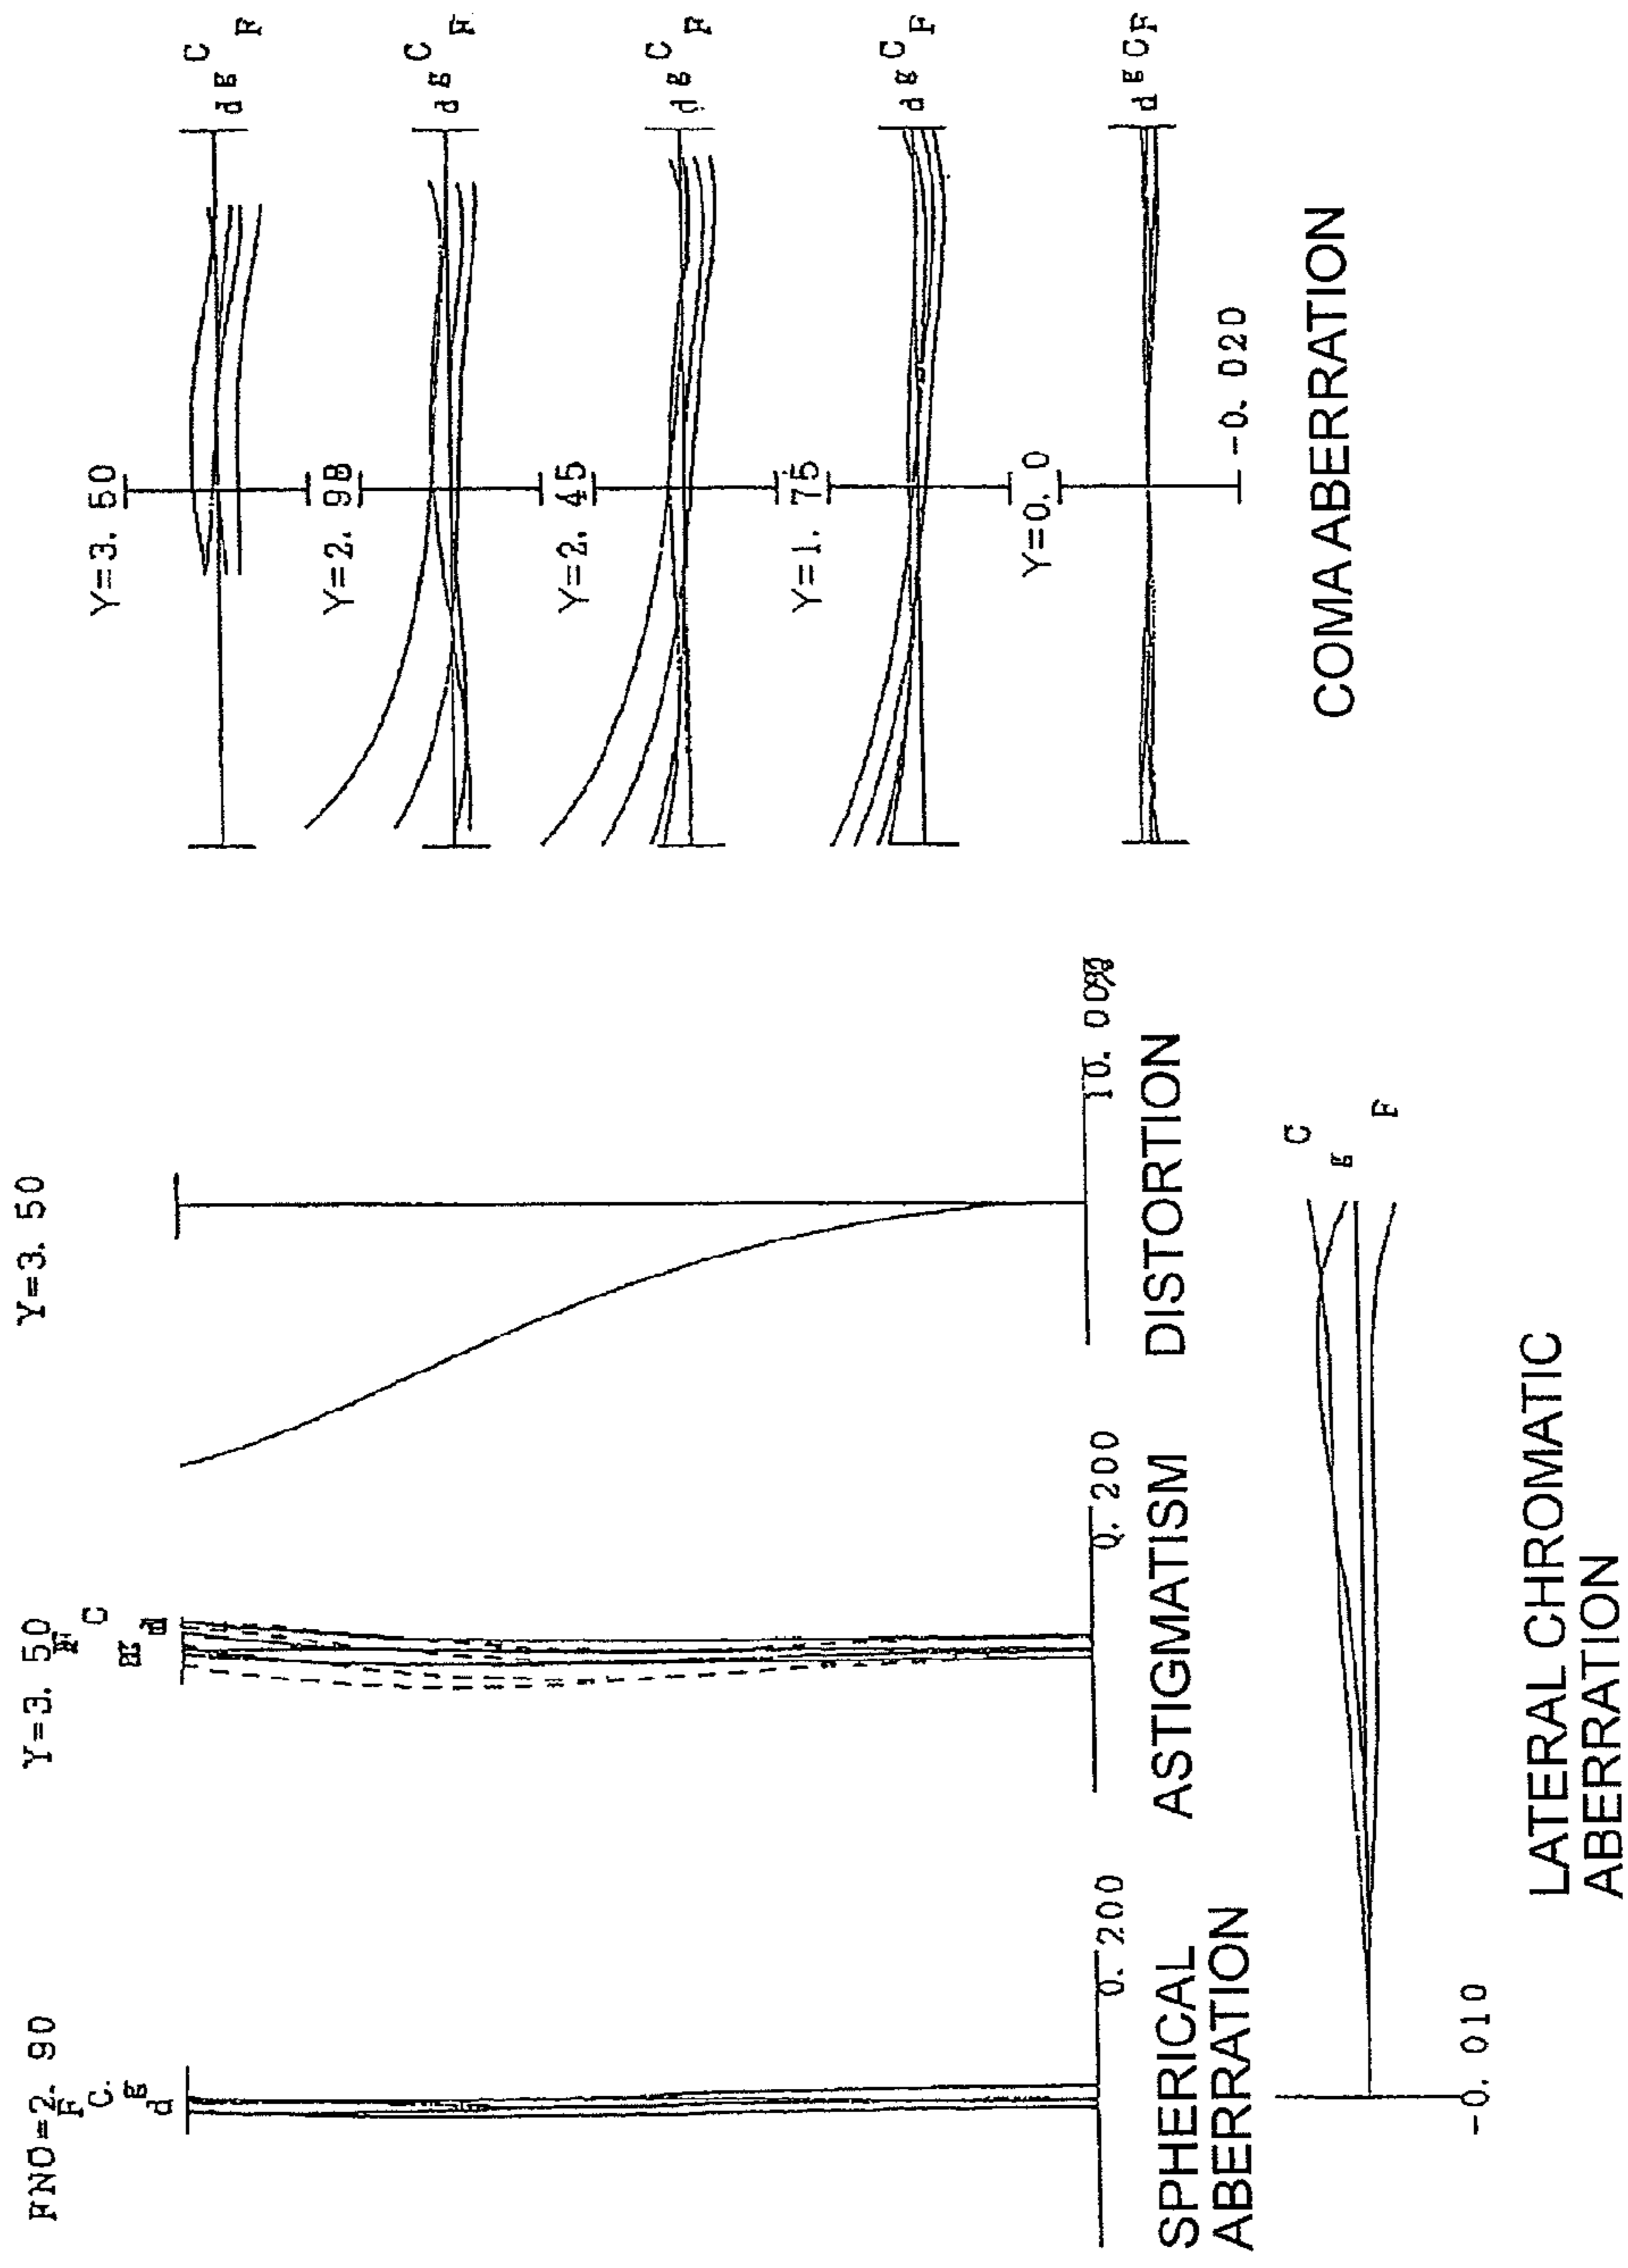 FNO=2. 90
F
C.
g
d
0. 200
SPHERICAL
ABERRATION
Y=3. 50
C
d
0. 200
ASTIGMATISM
Y=3. 50
10. 00%
DISTORTION
C
g
F
-0. 010
LATERAL CHROMATIC
ABERRATION
Y=3. 50
d g C F
Y=2. 98
d g C F
Y=2. 45
d g C F
Y=1. 75
d g C F
Y=0. 0
d g C F
-0. 020
COMA ABERRATION